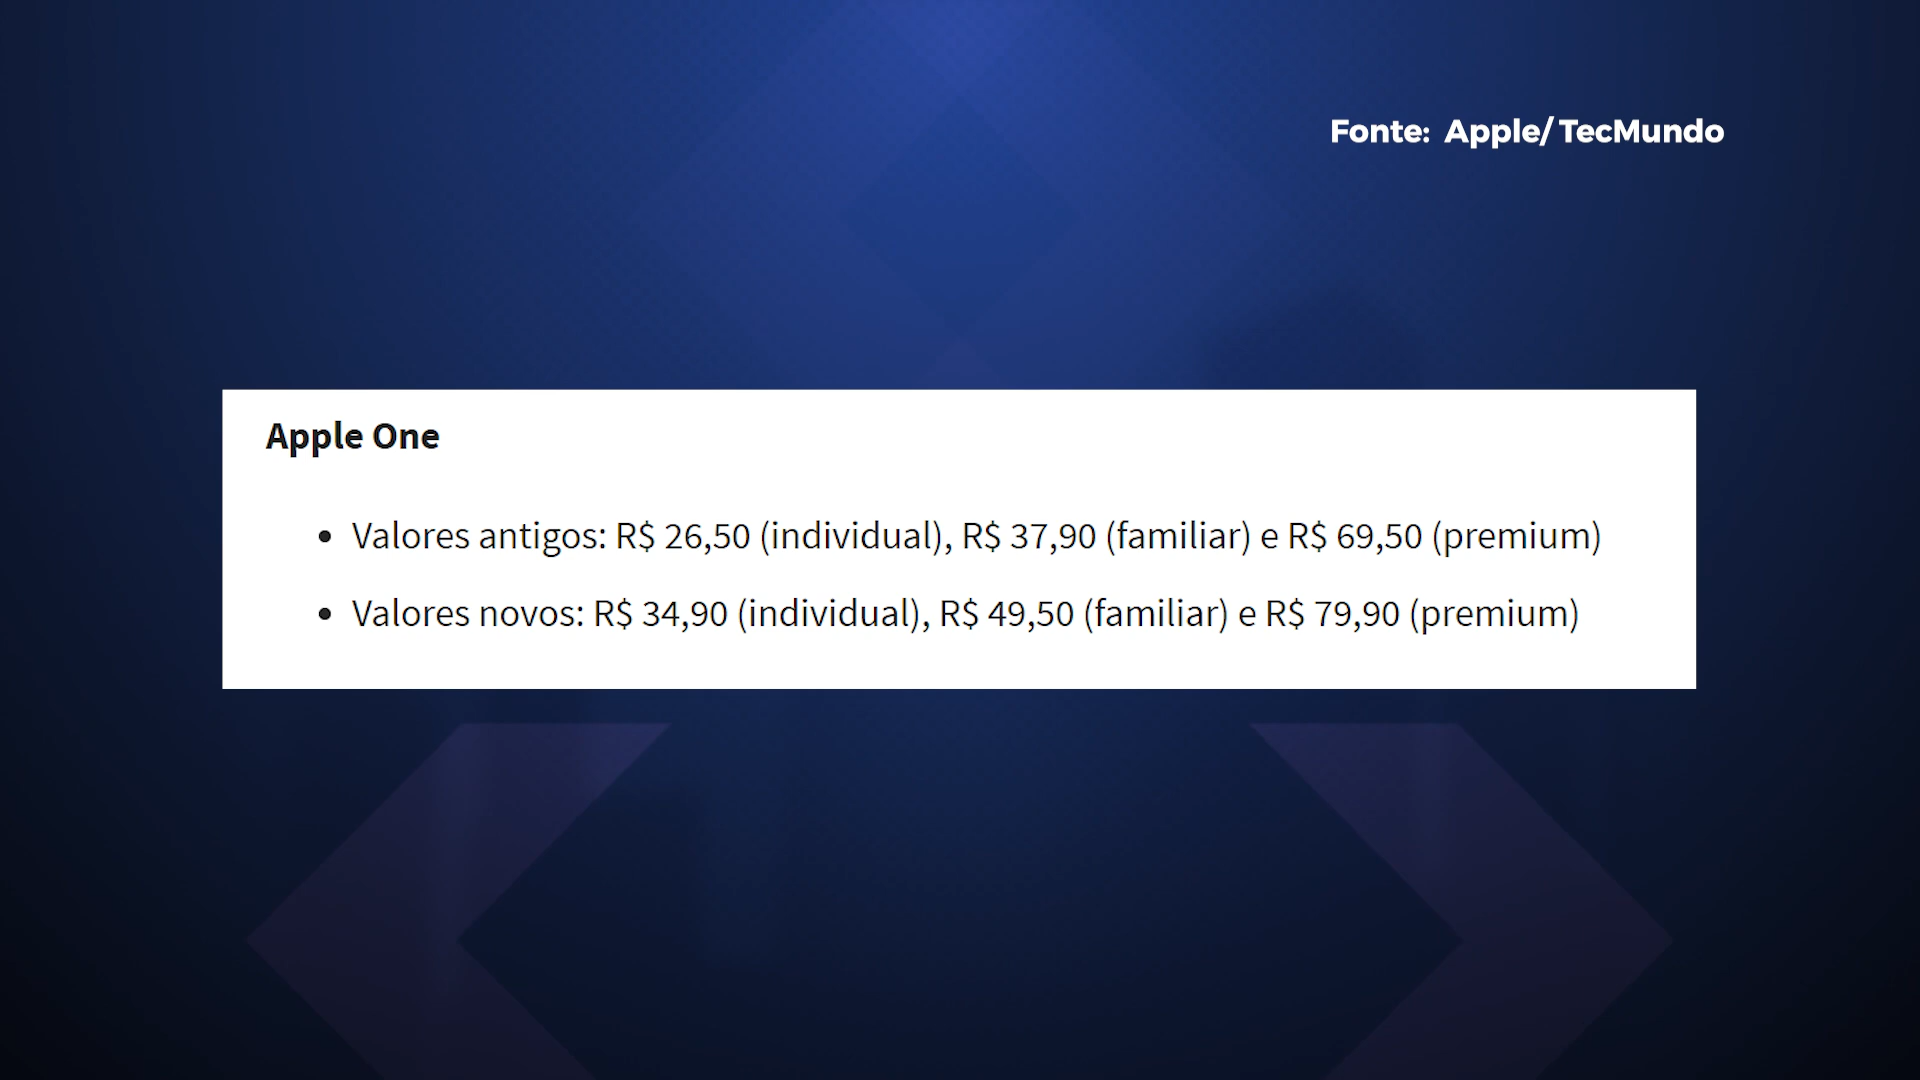 Fonte: Apple/TecMundo
Apple One
• Valores antigos: R$ 26,50 (individual), R$ 37,90 (familiar) e R$ 69,50 (premium)
• Valores novos: R$ 34,90 (individual), R$ 49,50 (familiar) e R$ 79,90 (premium)